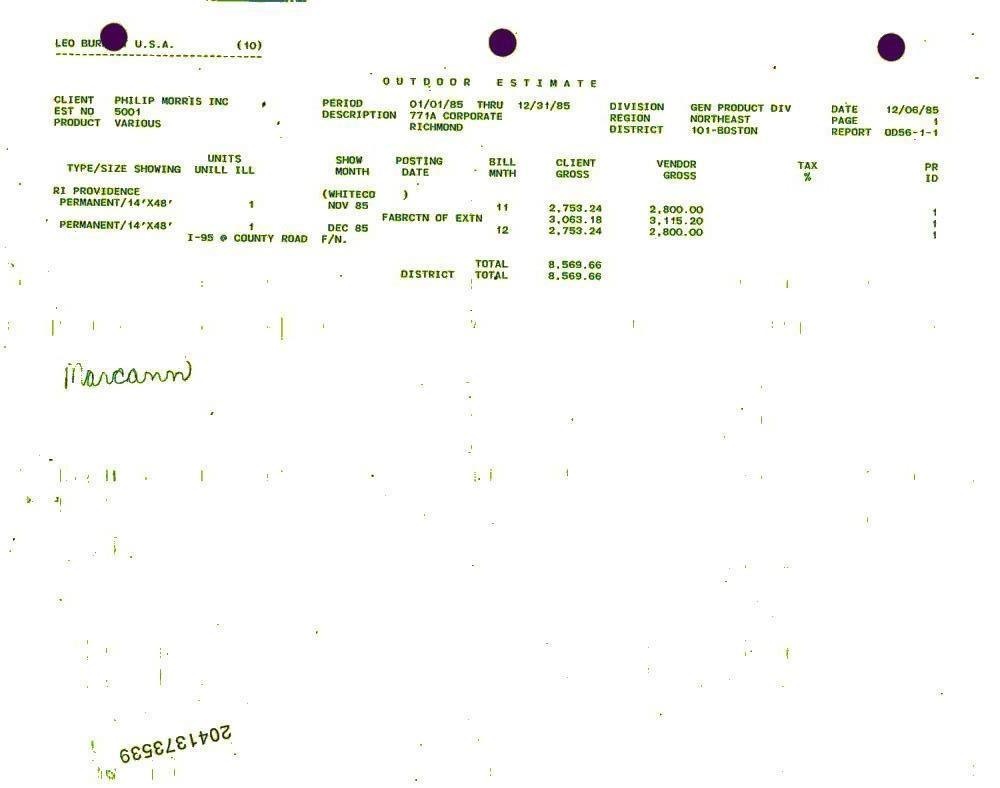 LEO BUR U.S.A. (10)
OUTDOOR ESTIMATE
CLIENT PHILIP MORRIS INC PERIOD 01/01/85 THRU 12/31/85 DIVISION GEN PRODUCT DIV DATE 12/06/85
EST NO 5001 DESCRIPTION 771A CORPORATE REGION NORTHEAST PAGE 1
PRODUCT VARIOUS RICHMOND DISTRICT 101-BOSTON REPORT OD56-1-1
UNITS SHOW POSTING BILL CLIENT VENDOR TAX PR
TYPE/SIZE SHOWING UNILL ILL MONTH DATE MNTH GROSS GROSS % ID
RI PROVIDENCE (WHITECO )
PERMANENT/14'X48' 1 NOV 85 11 2,753.24 2,800.00 1
FABRCTN OF EXTN 3,063.18 3,115.20 1
PERMANENT/14'X48' 1 DEC 85 12 2,753.24 2,800.00 1
I-95 @ COUNTY ROAD F/N.
TOTAL 8,569.66
DISTRICT TOTAL 8,569.66
Marcann
2041373539